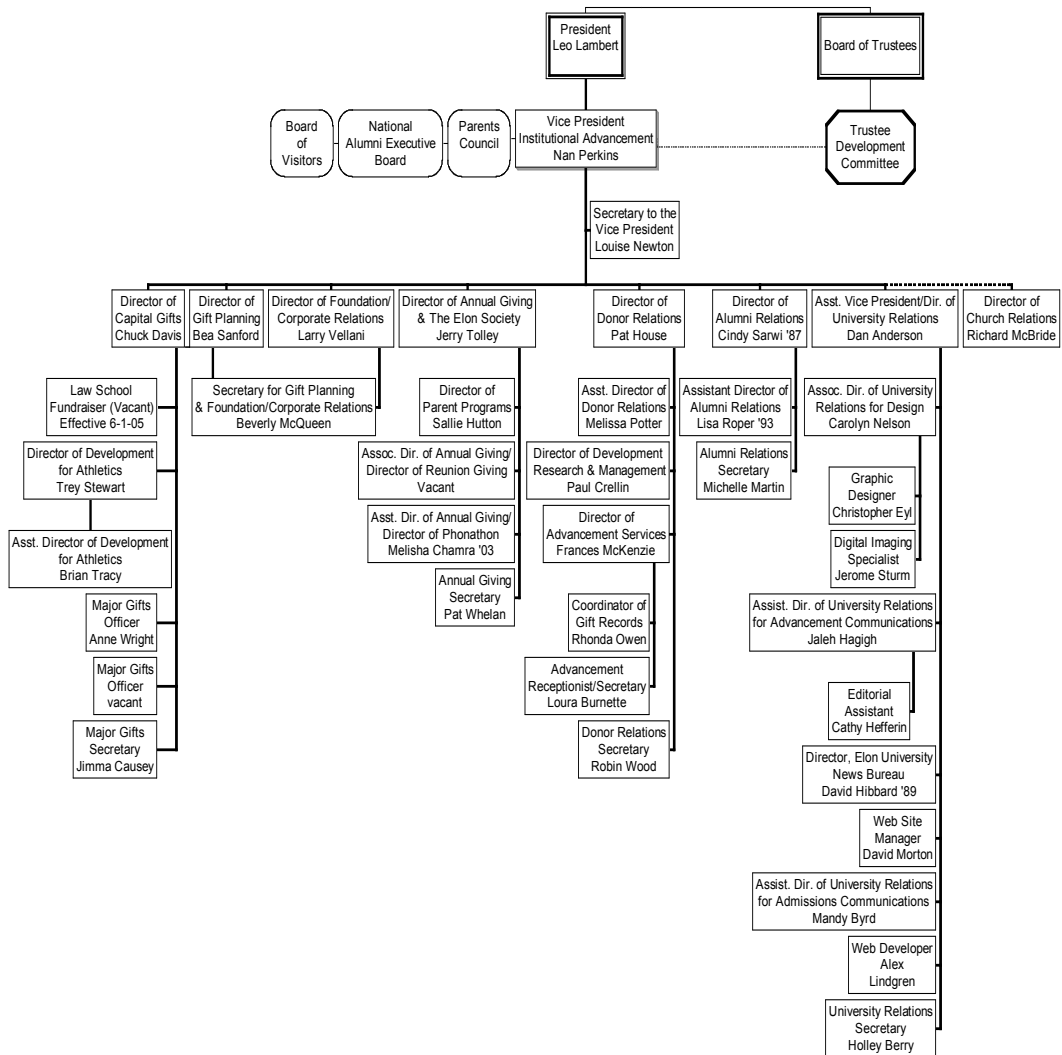 President
Leo Lambert
Board of Trustees
Board
of
Visitors
National
Alumni Executive
Board
Parents
Council
Vice President
Institutional Advancement
Nan Perkins
Trustee
Development
Committee
Secretary to the
Vice President
Louise Newton
Director of
Capital Gifts
Chuck Davis
Director of
Gift Planning
Bea Sanford
Director of Foundation/
Corporate Relations
Larry Vellani
Director of Annual Giving
& The Elon Society
Jerry Tolley
Director of
Donor Relations
Pat House
Director of
Alumni Relations
Cindy Sarwi '87
Asst. Vice President/Dir. of
University Relations
Dan Anderson
Director of
Church Relations
Richard McBride
Law School
Fundraiser (Vacant)
Effective 6-1-05
Director of Development
for Athletics
Trey Stewart
Asst. Director of Development
for Athletics
Brian Tracy
Major Gifts
Officer
Anne Wright
Major Gifts
Officer
vacant
Major Gifts
Secretary
Jimma Causey
Secretary for Gift Planning
& Foundation/Corporate Relations
Beverly McQueen
Director of
Parent Programs
Sallie Hutton
Assoc. Dir. of Annual Giving/
Director of Reunion Giving
Vacant
Asst. Dir. of Annual Giving/
Director of Phonathon
Melisha Chamra '03
Annual Giving
Secretary
Pat Whelan
Asst. Director of
Donor Relations
Melissa Potter
Director of Development
Research & Management
Paul Crellin
Director of
Advancement Services
Frances McKenzie
Coordinator of
Gift Records
Rhonda Owen
Advancement
Receptionist/Secretary
Loura Burnette
Donor Relations
Secretary
Robin Wood
Assistant Director of
Alumni Relations
Lisa Roper '93
Alumni Relations
Secretary
Michelle Martin
Assoc. Dir. of University
Relations for Design
Carolyn Nelson
Graphic
Designer
Christopher Eyl
Digital Imaging
Specialist
Jerome Sturm
Assist. Dir. of University Relations
for Advancement Communications
Jaleh Hagigh
Editorial
Assistant
Cathy Hefferin
Director, Elon University
News Bureau
David Hibbard '89
Web Site
Manager
David Morton
Assist. Dir. of University Relations
for Admissions Communications
Mandy Byrd
Web Developer
Alex
Lindgren
University Relations
Secretary
Holley Berry